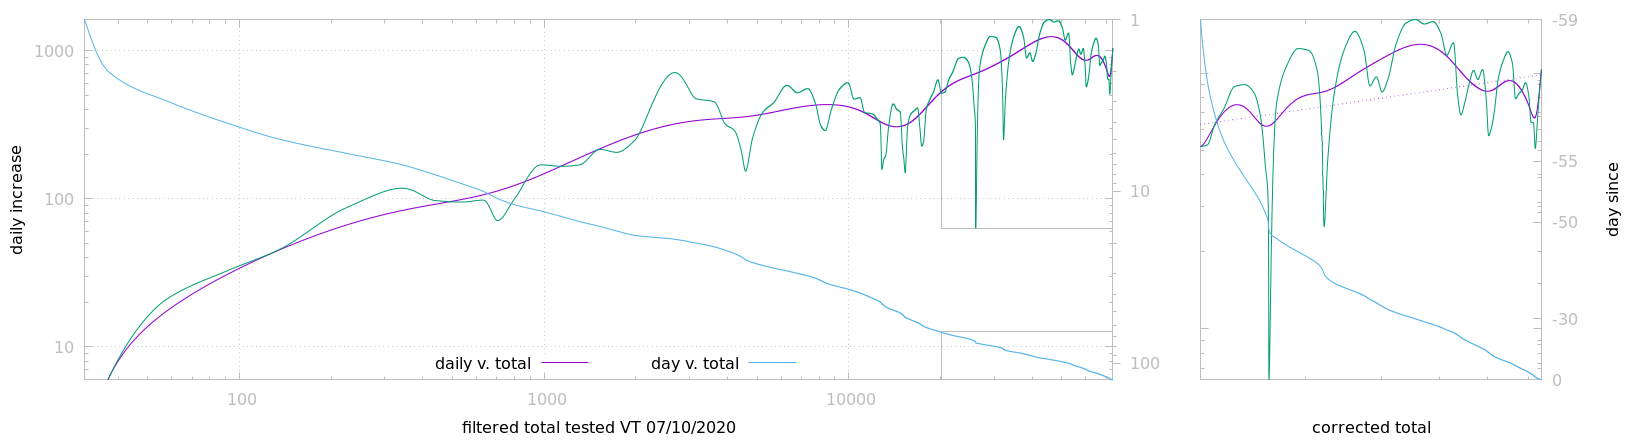 1000
100
10
daily increase
100
1000
10000
filtered total tested VT 07/10/2020
daily v. total
day v. total
1
10
100
-59
-55
-50
-30
0
day since
corrected total